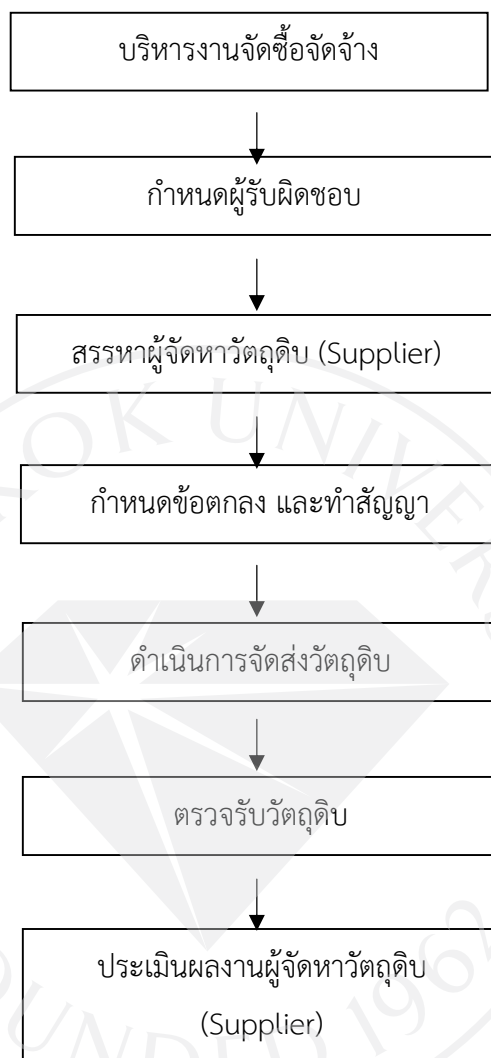 บริหารงานจัดซื้อจัดจ้าง
กำหนดผู้รับผิดชอบ
สรรหาผู้จัดหาวัตถุดิบ (Supplier)
กำหนดข้อตกลง และทำสัญญา
ดำเนินการจัดส่งวัตถุดิบ
ตรวจรับวัตถุดิบ
ประเมินผลงานผู้จัดหาวัตถุดิบ
(Supplier)